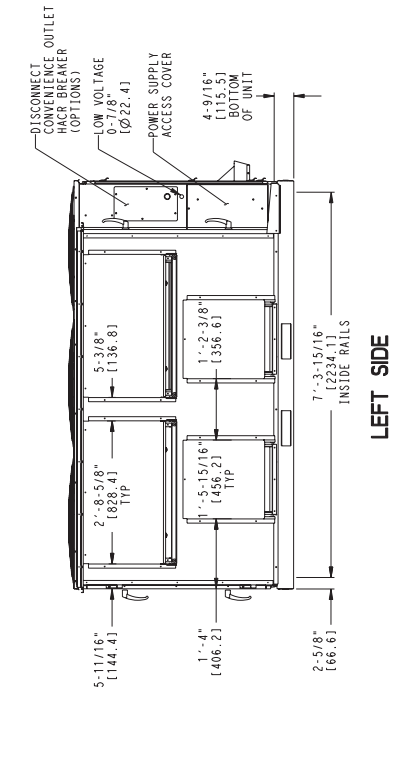 DISCONNECT
CONVENIENCE OUTLET
HACR BREAKER
(OPTIONS)
LOW VOLTAGE
0-7/8"
[Ø22.4]
POWER SUPPLY
ACCESS COVER
4-9/16"
[115.5]
BOTTOM
OF UNIT
5-3/8"
[136.8]
1'-2-3/8"
[356.6]
2'-8-5/8"
[828.4]
TYP
1'-5-15/16"
[456.2]
TYP
7'-3-15/16"
[2234.1]
INSIDE RAILS
5-11/16"
[144.4]
1'-4"
[406.2]
2-5/8"
[66.6]
LEFT SIDE